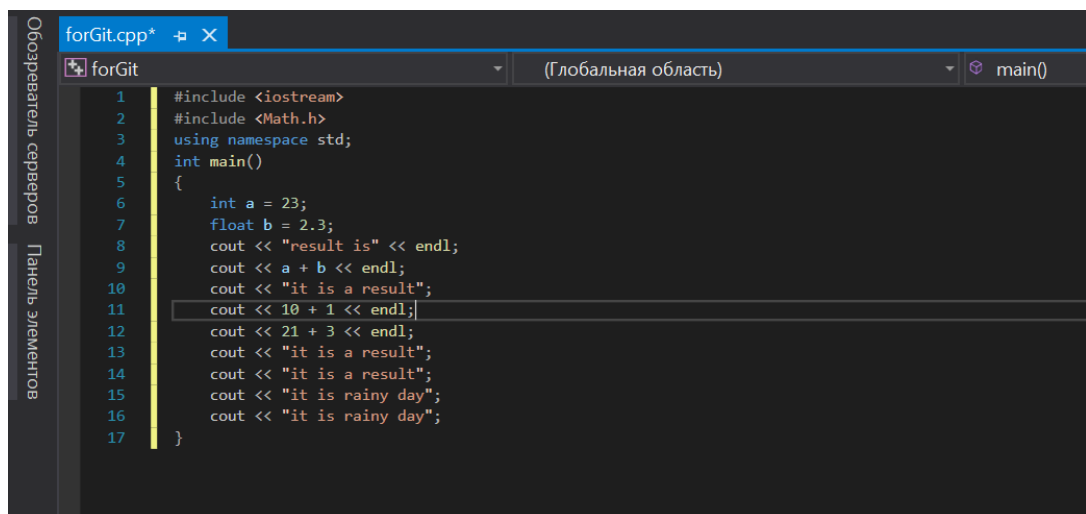 Обозреватель серверов
Панель элементов
forGit.cpp*
forGit (Глобальная область) main()
1 #include <iostream>
2 #include <Math.h>
3 using namespace std;
4 int main()
5 {
6 int a = 23;
7 float b = 2.3;
8 cout << "result is" << endl;
9 cout << a + b << endl;
10 cout << "it is a result";
11 cout << 10 + 1 << endl;
12 cout << 21 + 3 << endl;
13 cout << "it is a result";
14 cout << "it is a result";
15 cout << "it is rainy day";
16 cout << "it is rainy day";
17 }